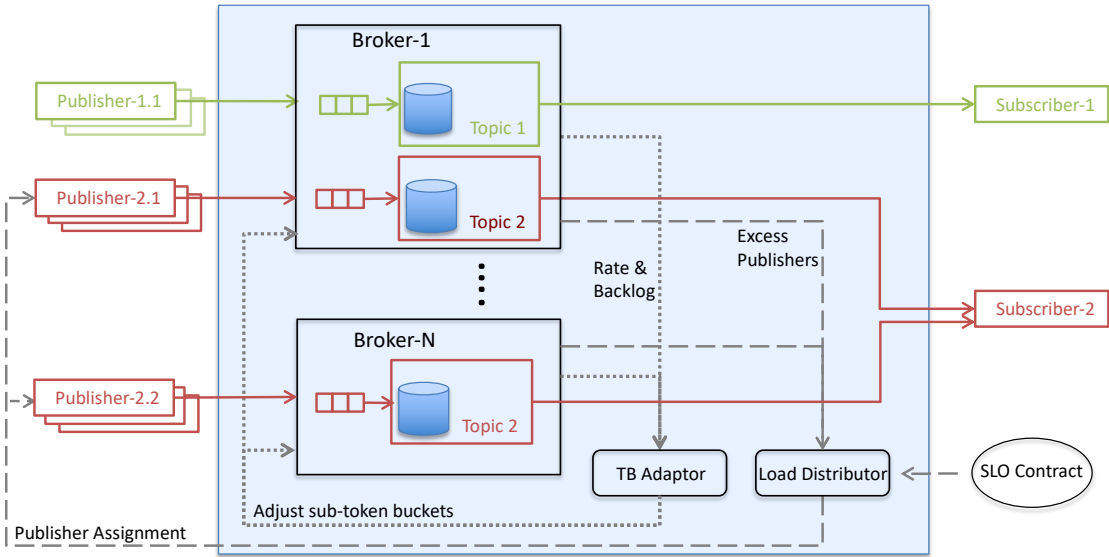 Broker-1
Publisher-1.1
Topic 1
Subscriber-1
Publisher-2.1
Topic 2
Excess
Publishers
Rate &
Backlog
Subscriber-2
Broker-N
Publisher-2.2
Topic 2
TB Adaptor
Load Distributor
SLO Contract
Adjust sub-token buckets
Publisher Assignment